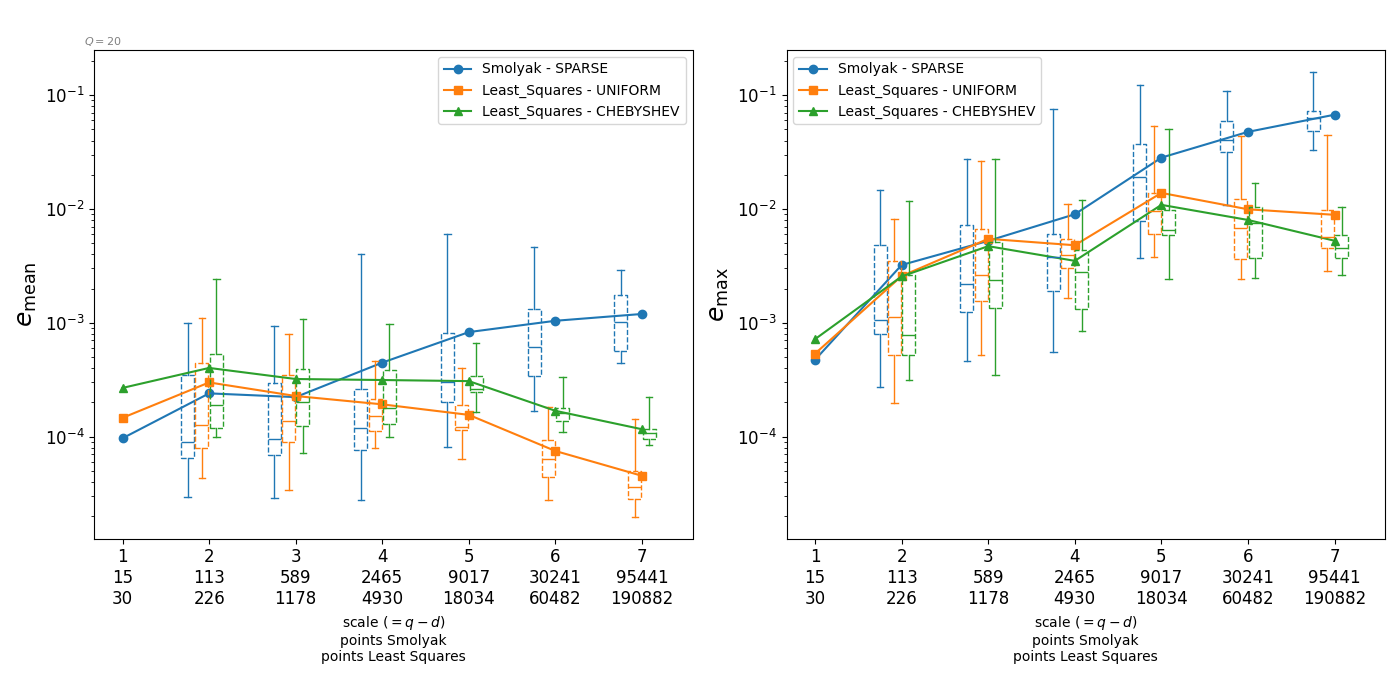 Q = 20
Smolyak - SPARSE
Least_Squares - UNIFORM
Least_Squares - CHEBYSHEV
10⁻¹
10⁻²
10⁻³
10⁻⁴
e_mean
1 2 3 4 5 6 7
15 113 589 2465 9017 30241 95441
30 226 1178 4930 18034 60482 190882
scale (= q − d)
points Smolyak
points Least Squares
Smolyak - SPARSE
Least_Squares - UNIFORM
Least_Squares - CHEBYSHEV
10⁻¹
10⁻²
10⁻³
10⁻⁴
e_max
1 2 3 4 5 6 7
15 113 589 2465 9017 30241 95441
30 226 1178 4930 18034 60482 190882
scale (= q − d)
points Smolyak
points Least Squares